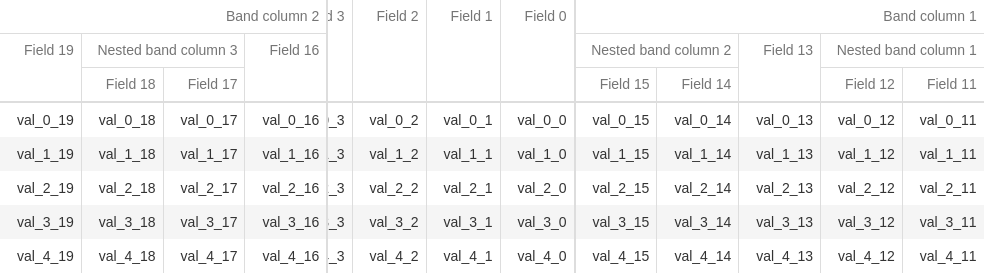 Band column 2 3 Field 2 Field 1 Field 0 Band column 1
Field 19 Nested band column 3 Field 16 Nested band column 2 Field 13 Nested band column 1
Field 18 Field 17 Field 15 Field 14 Field 12 Field 11
val_0_19 val_0_18 val_0_17 val_0_16 _3 val_0_2 val_0_1 val_0_0 val_0_15 val_0_14 val_0_13 val_0_12 val_0_11
val_1_19 val_1_18 val_1_17 val_1_16 _3 val_1_2 val_1_1 val_1_0 val_1_15 val_1_14 val_1_13 val_1_12 val_1_11
val_2_19 val_2_18 val_2_17 val_2_16 _3 val_2_2 val_2_1 val_2_0 val_2_15 val_2_14 val_2_13 val_2_12 val_2_11
val_3_19 val_3_18 val_3_17 val_3_16 _3 val_3_2 val_3_1 val_3_0 val_3_15 val_3_14 val_3_13 val_3_12 val_3_11
val_4_19 val_4_18 val_4_17 val_4_16 _3 val_4_2 val_4_1 val_4_0 val_4_15 val_4_14 val_4_13 val_4_12 val_4_11